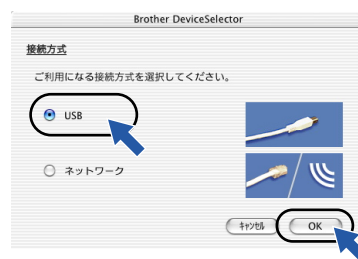 Brother DeviceSelector
接続方式
ご利用になる接続方式を選択してください。
USB
ネットワーク
キャンセル
OK